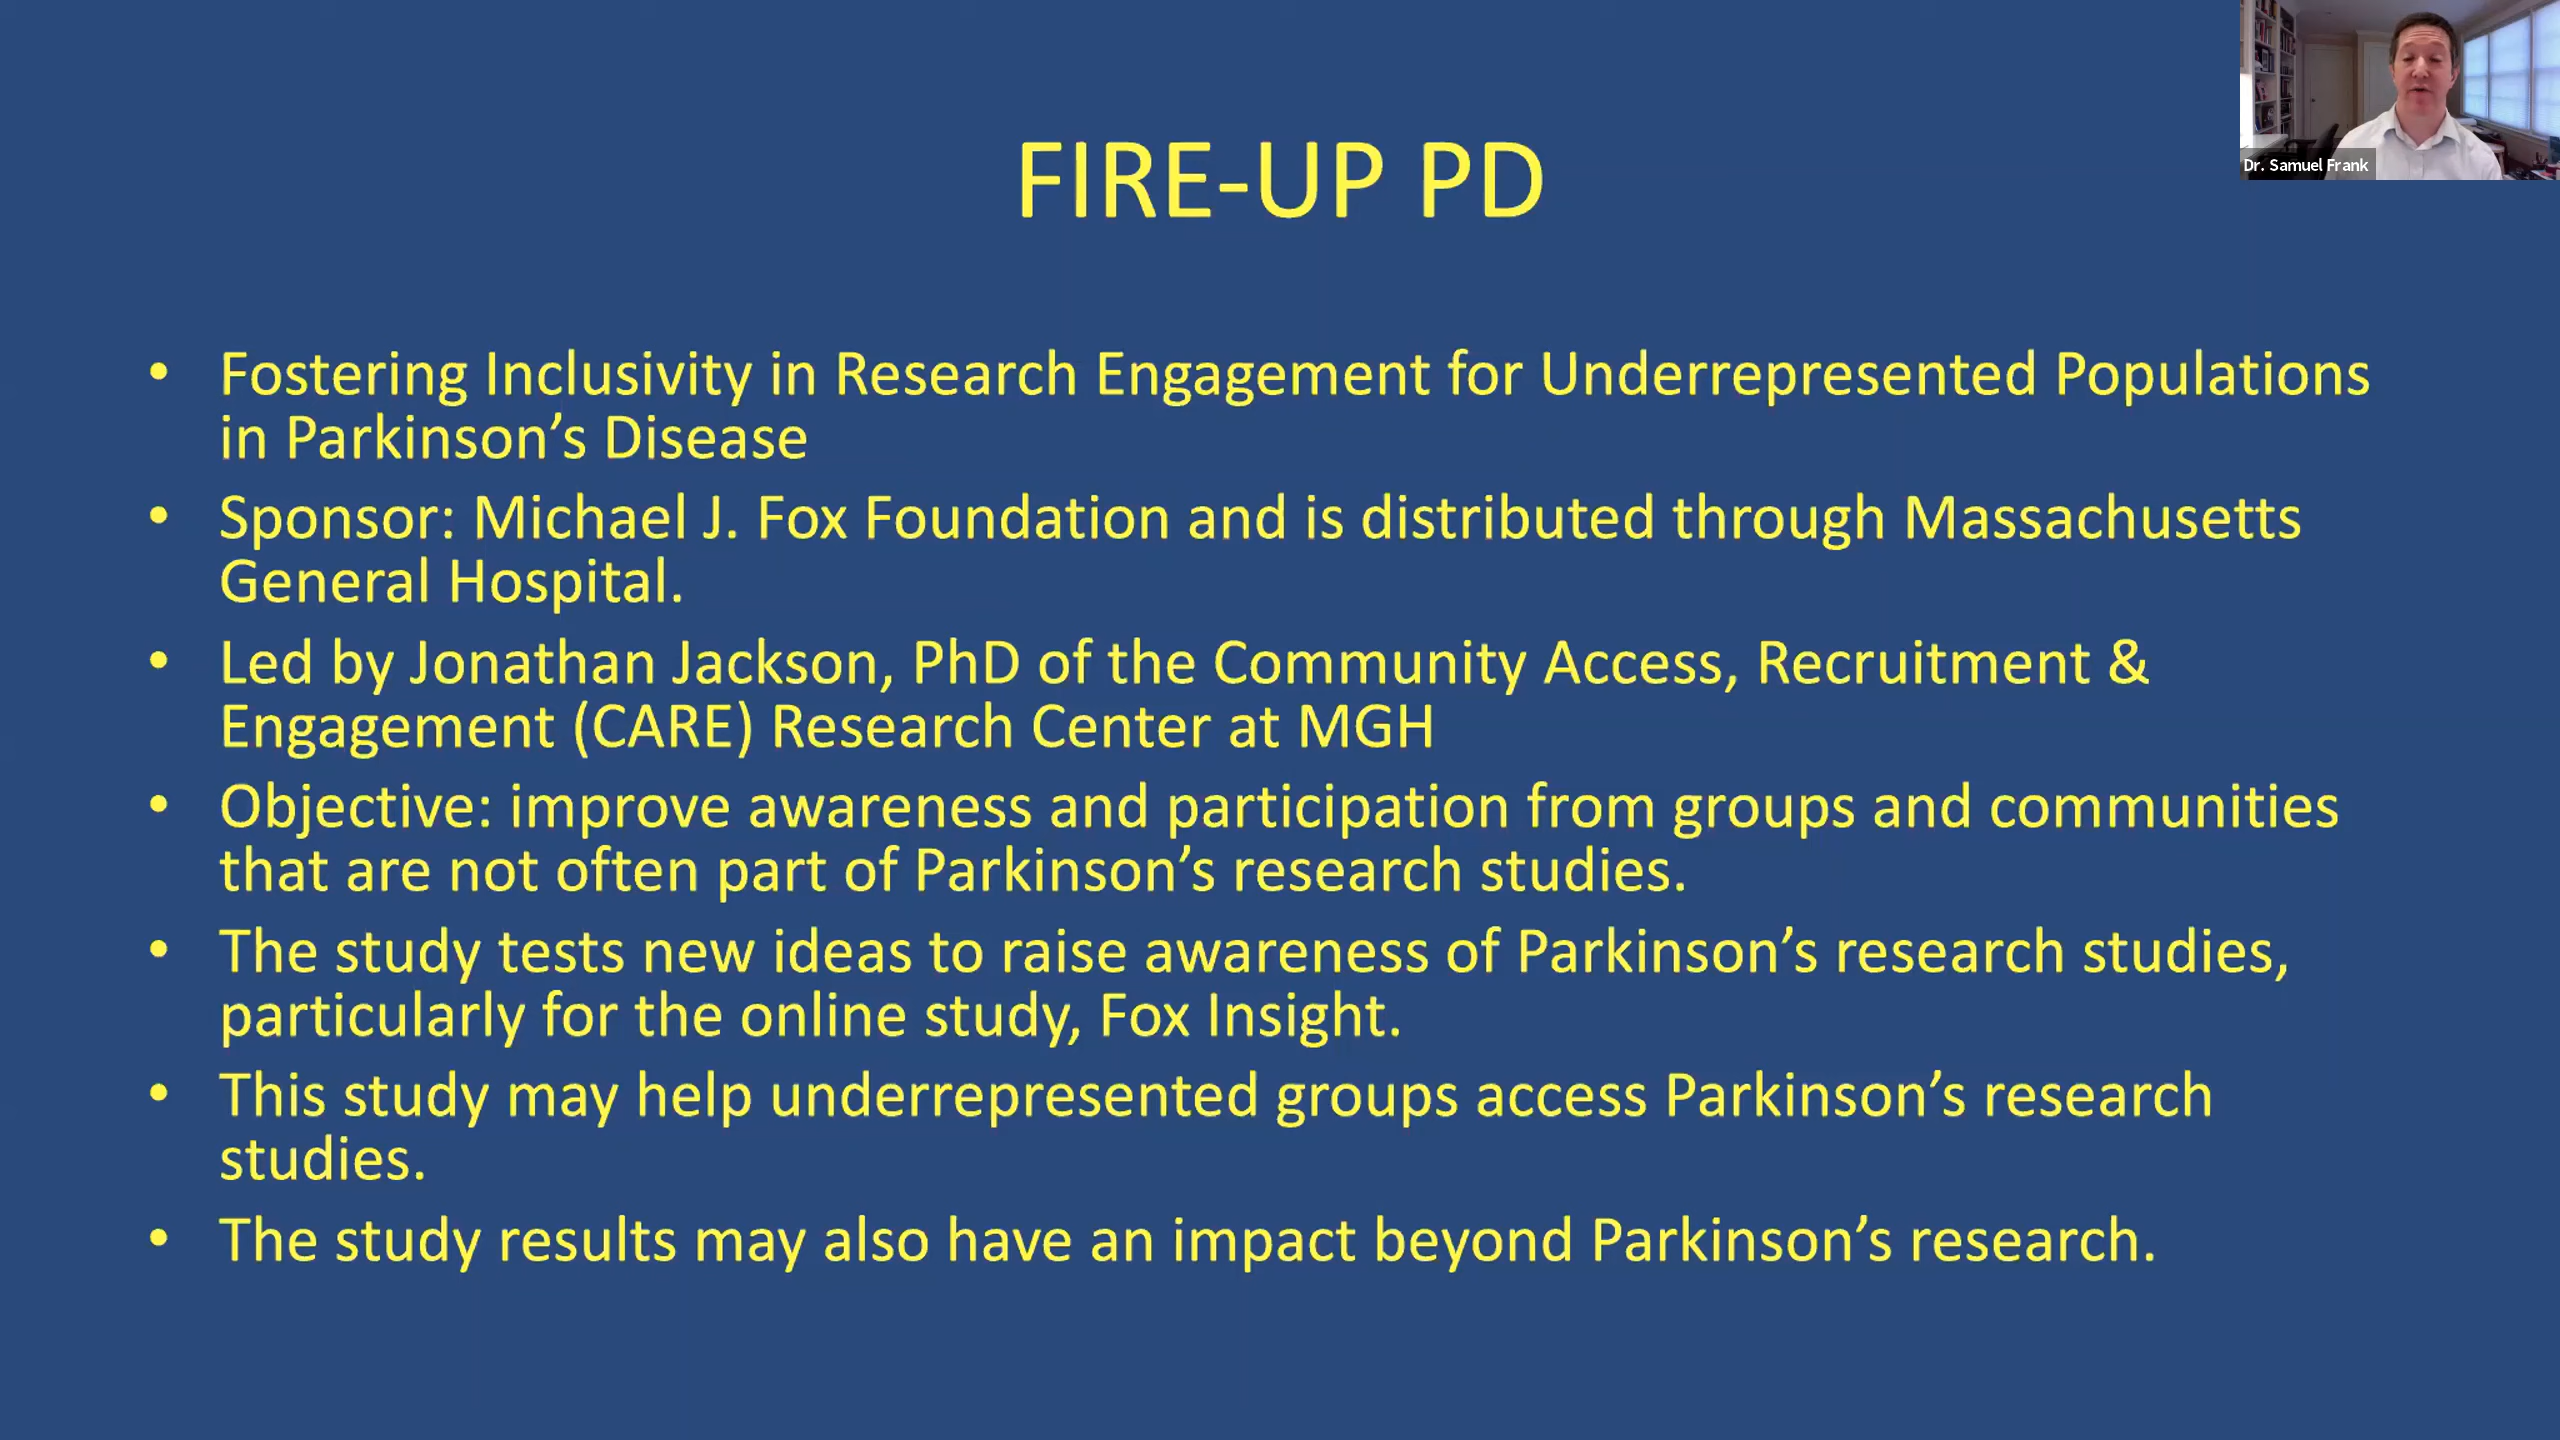 FIRE-UP PD
Dr. Samuel Frank
• Fostering Inclusivity in Research Engagement for Underrepresented Populations
in Parkinson’s Disease
• Sponsor: Michael J. Fox Foundation and is distributed through Massachusetts
General Hospital.
• Led by Jonathan Jackson, PhD of the Community Access, Recruitment &
Engagement (CARE) Research Center at MGH
• Objective: improve awareness and participation from groups and communities
that are not often part of Parkinson’s research studies.
• The study tests new ideas to raise awareness of Parkinson’s research studies,
particularly for the online study, Fox Insight.
• This study may help underrepresented groups access Parkinson’s research
studies.
• The study results may also have an impact beyond Parkinson’s research.